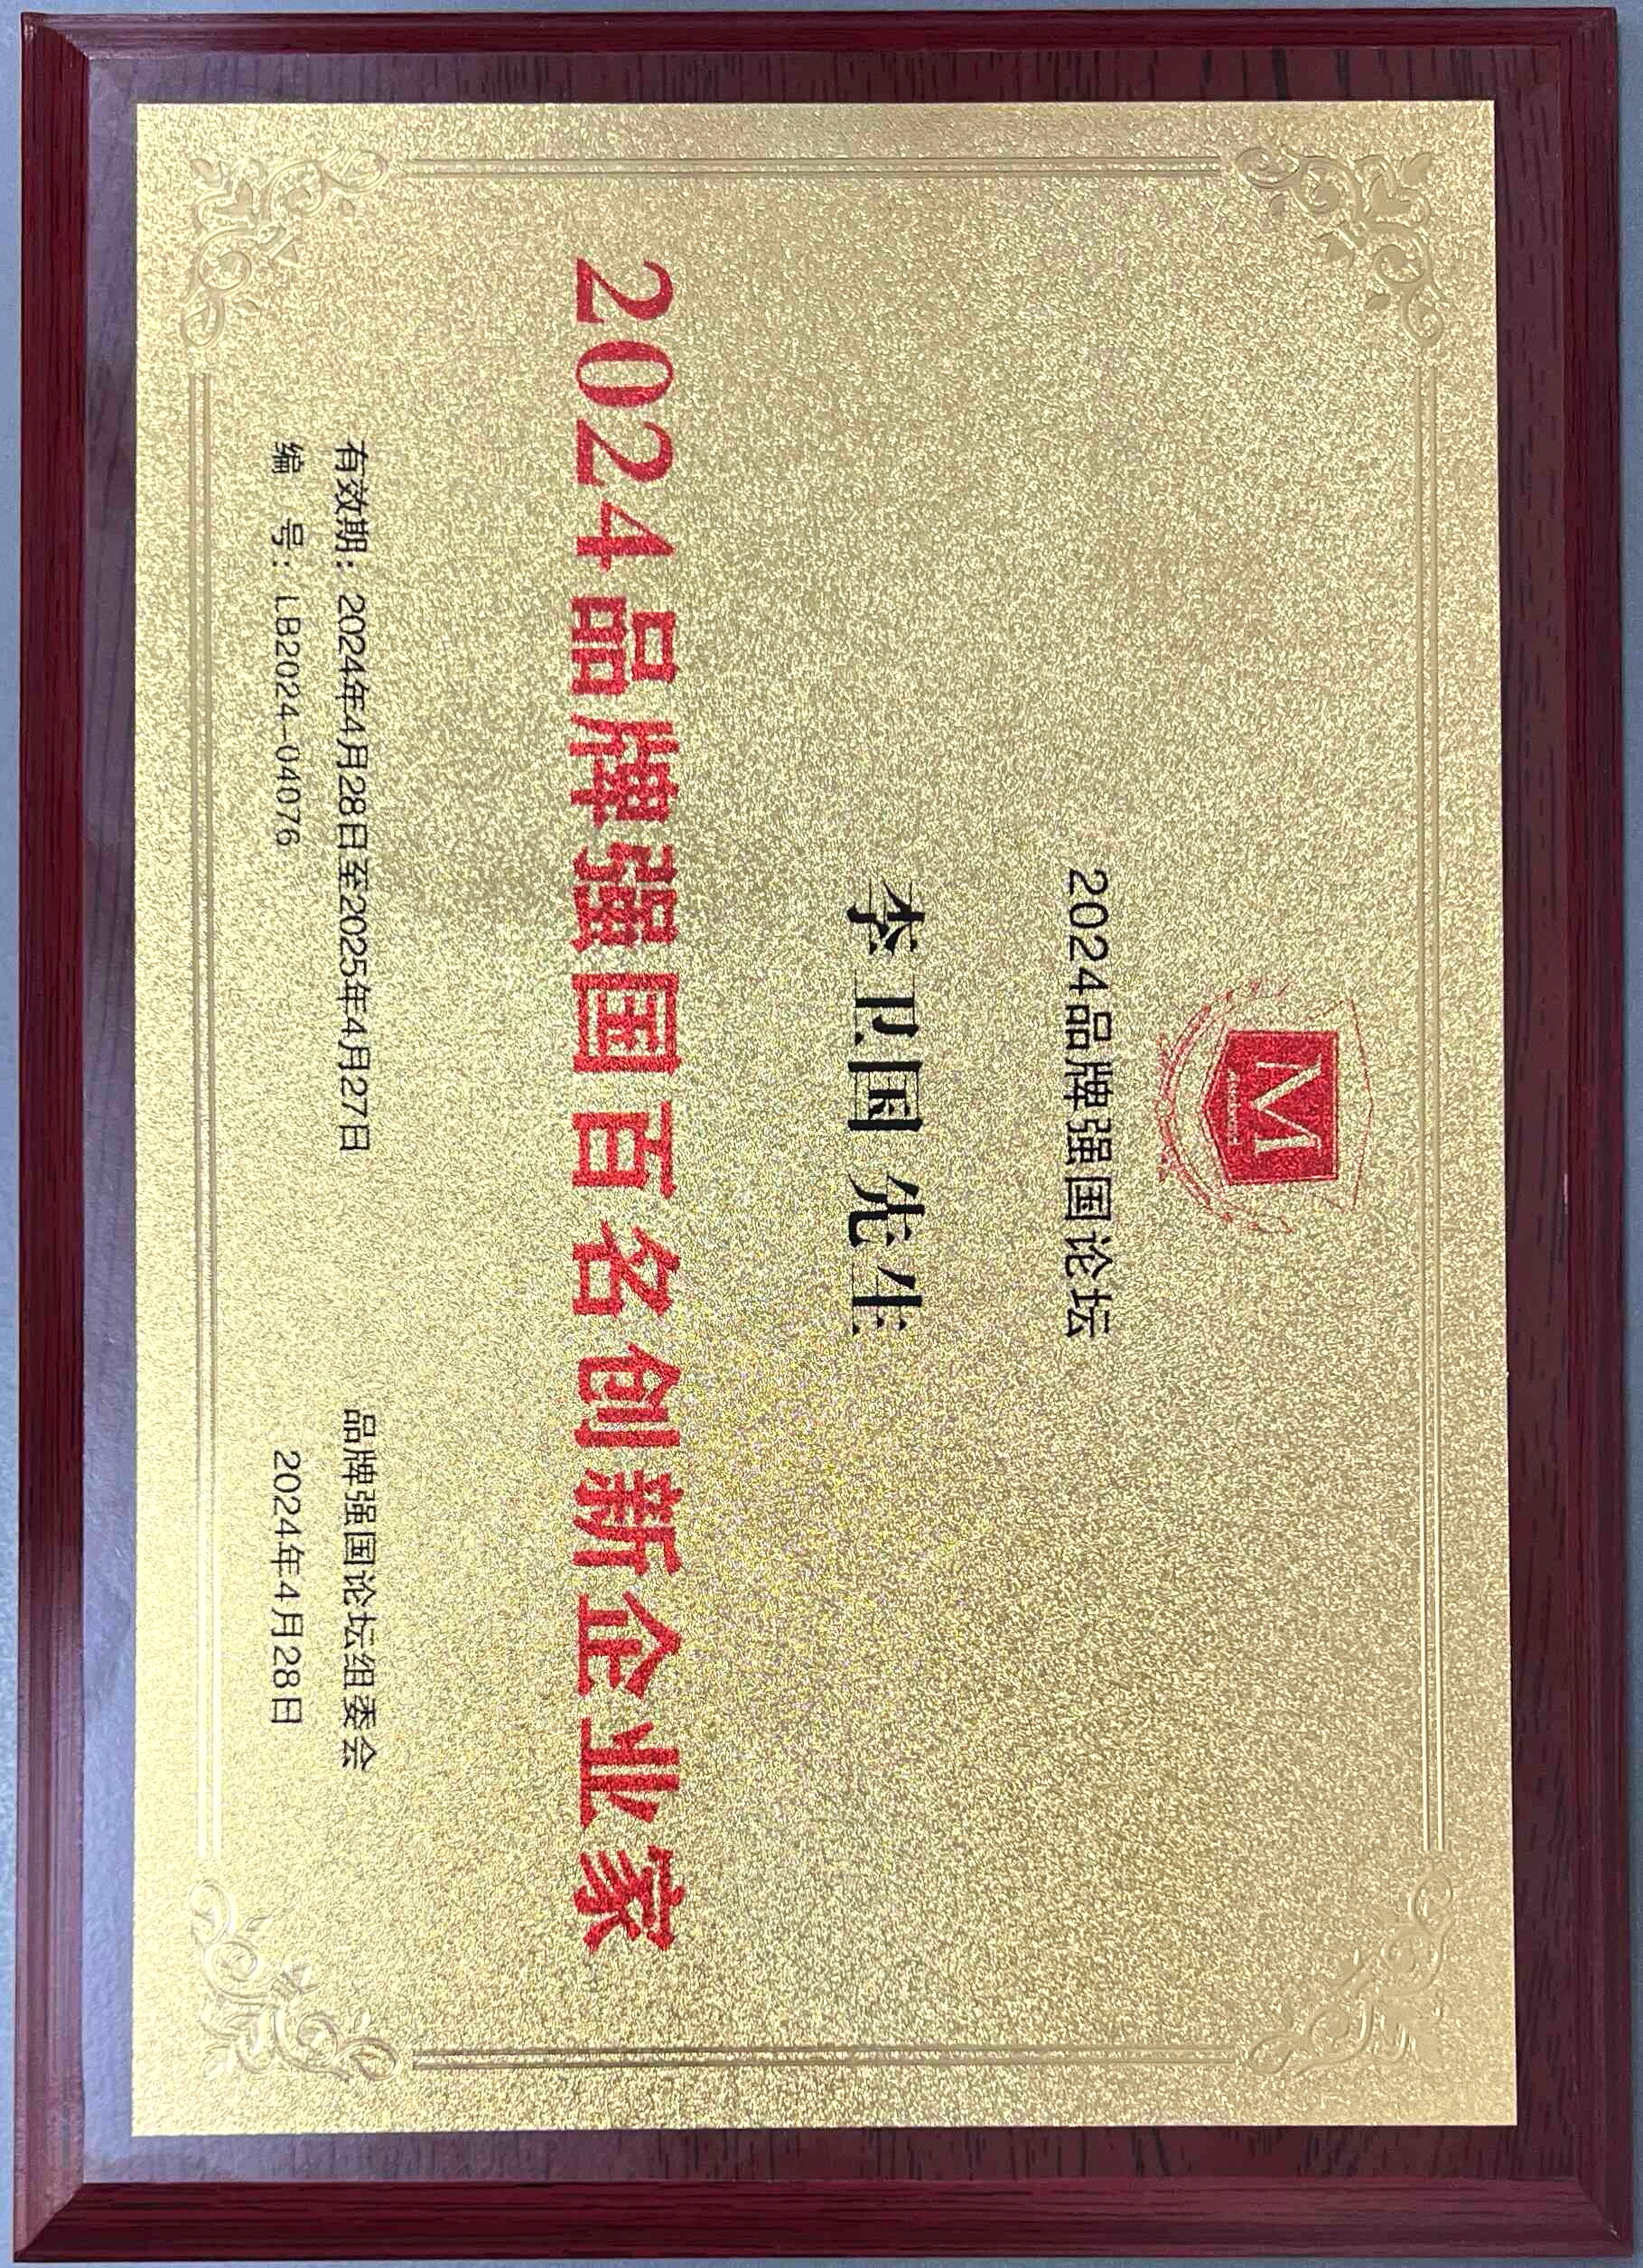 M
2024品牌强国论坛
李卫国 先生
2024品牌强国百名创新企业家
有效期：2024年4月28日至2025年4月27日
编 号：LB2024-04076
品牌强国论坛组委会
2024年4月28日